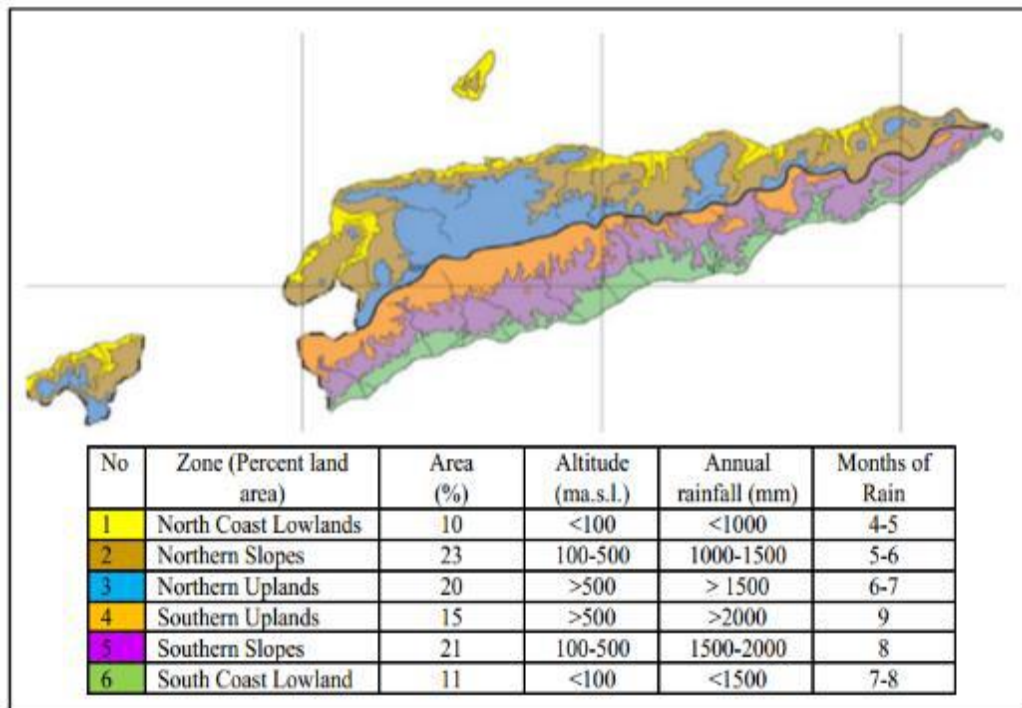 No Zone (Percent land area) Area (%) Altitude (ma.s.l.) Annual rainfall (mm) Months of Rain
1 North Coast Lowlands 10 <100 <1000 4-5
2 Northern Slopes 23 100-500 1000-1500 5-6
3 Northern Uplands 20 >500 > 1500 6-7
4 Southern Uplands 15 >500 >2000 9
5 Southern Slopes 21 100-500 1500-2000 8
6 South Coast Lowland 11 <100 <1500 7-8